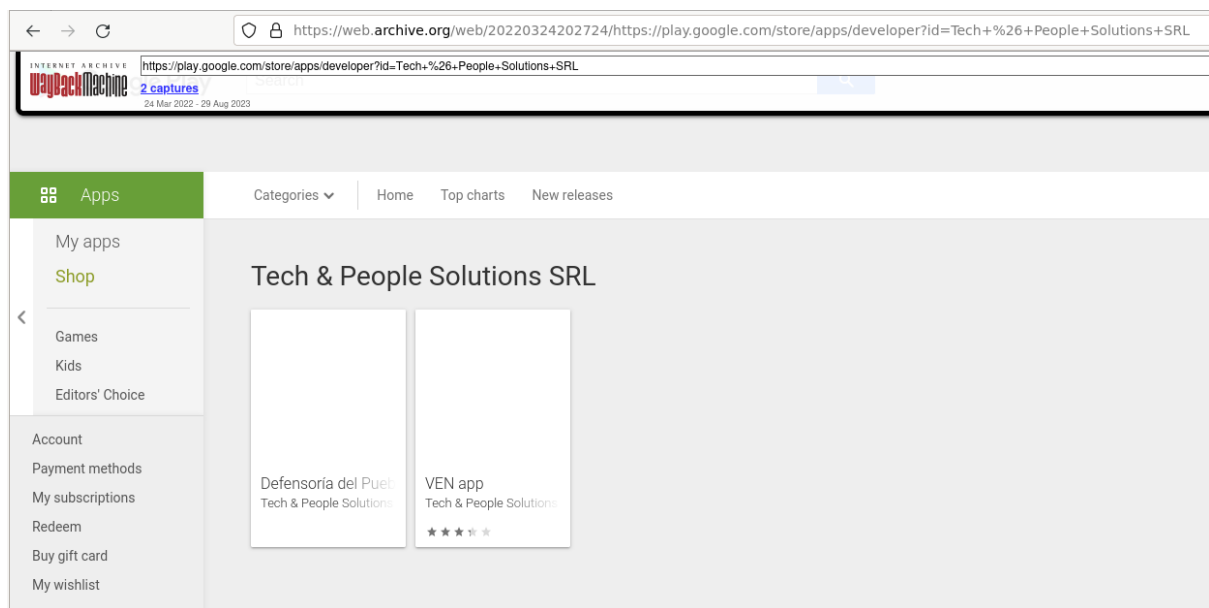 https://web.archive.org/web/20220324202724/https://play.google.com/store/apps/developer?id=Tech+%26+People+Solutions+SRL
INTERNET ARCHIVE
WayBackMachine
https://play.google.com/store/apps/developer?id=Tech+%26+People+Solutions+SRL
Search
2 captures
24 Mar 2022 - 29 Aug 2023
Apps
Categories Home Top charts New releases
My apps
Shop
Games
Kids
Editors' Choice
Account
Payment methods
My subscriptions
Redeem
Buy gift card
My wishlist
Tech & People Solutions SRL
Defensoría del Pueb
Tech & People Solutions
VEN app
Tech & People Solutions